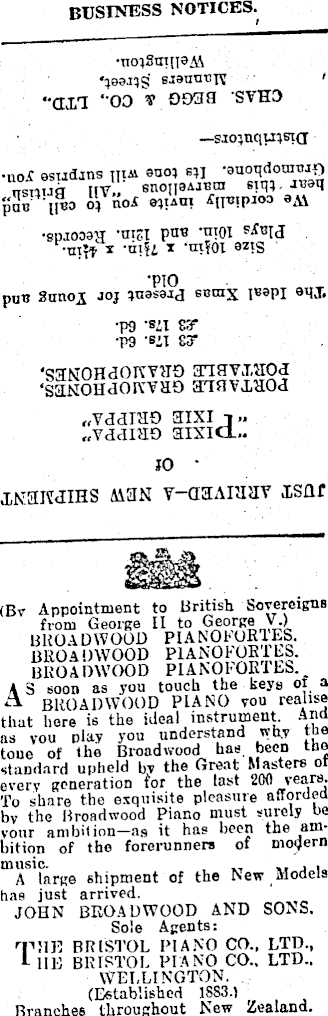 BUSINESS NOTICES.
JUST ARRIVED—A NEW SHIPMENT
OF
"PIXIE GRIPPA"
"IXIE GRIPPA"
PORTABLE GRAMOPHONES,
PORTABLE GRAMOPHONES,
£3 17s. 6d
£3 17s. 6d
The Ideal Xmas Present for Young and
Old.
Size 10½in. x 7½in. x 4½in.
Plays 10in. and 12in. Records.
We cordially invite you to call and
hear this marvellous "All British"
Gramophone. Its tone will surprise you.
Distributors—
CHAS. BEGG & CO., LTD.,
Manners Street,
Wellington.
(By Appointment to British Sovereigns
from George II to George V.)
BROADWOOD PIANOFORTES.
BROADWOOD PIANOFORTES.
BROADWOOD PIANOFORTES.
AS soon as you touch the keys of a
BROADWOOD PIANO you realise
that here is the ideal instrument. And
as you play you understand why the
tone of the Broadwood has been the
standard upheld by the Great Masters of
every generation for the last 200 years.
To share the exquisite pleasure afforded
by the Broadwood Piano must surely be
your ambition—as it has been the am-
bition of the forerunners of modern
music.
A large shipment of the New Models
has just arrived.
JOHN BROADWOOD AND SONS.
Sole Agents:
THE BRISTOL PIANO CO., LTD.,
HE BRISTOL PIANO CO., LTD.,
WELLINGTON.
(Established 1883.)
Branches throughout New Zealand.